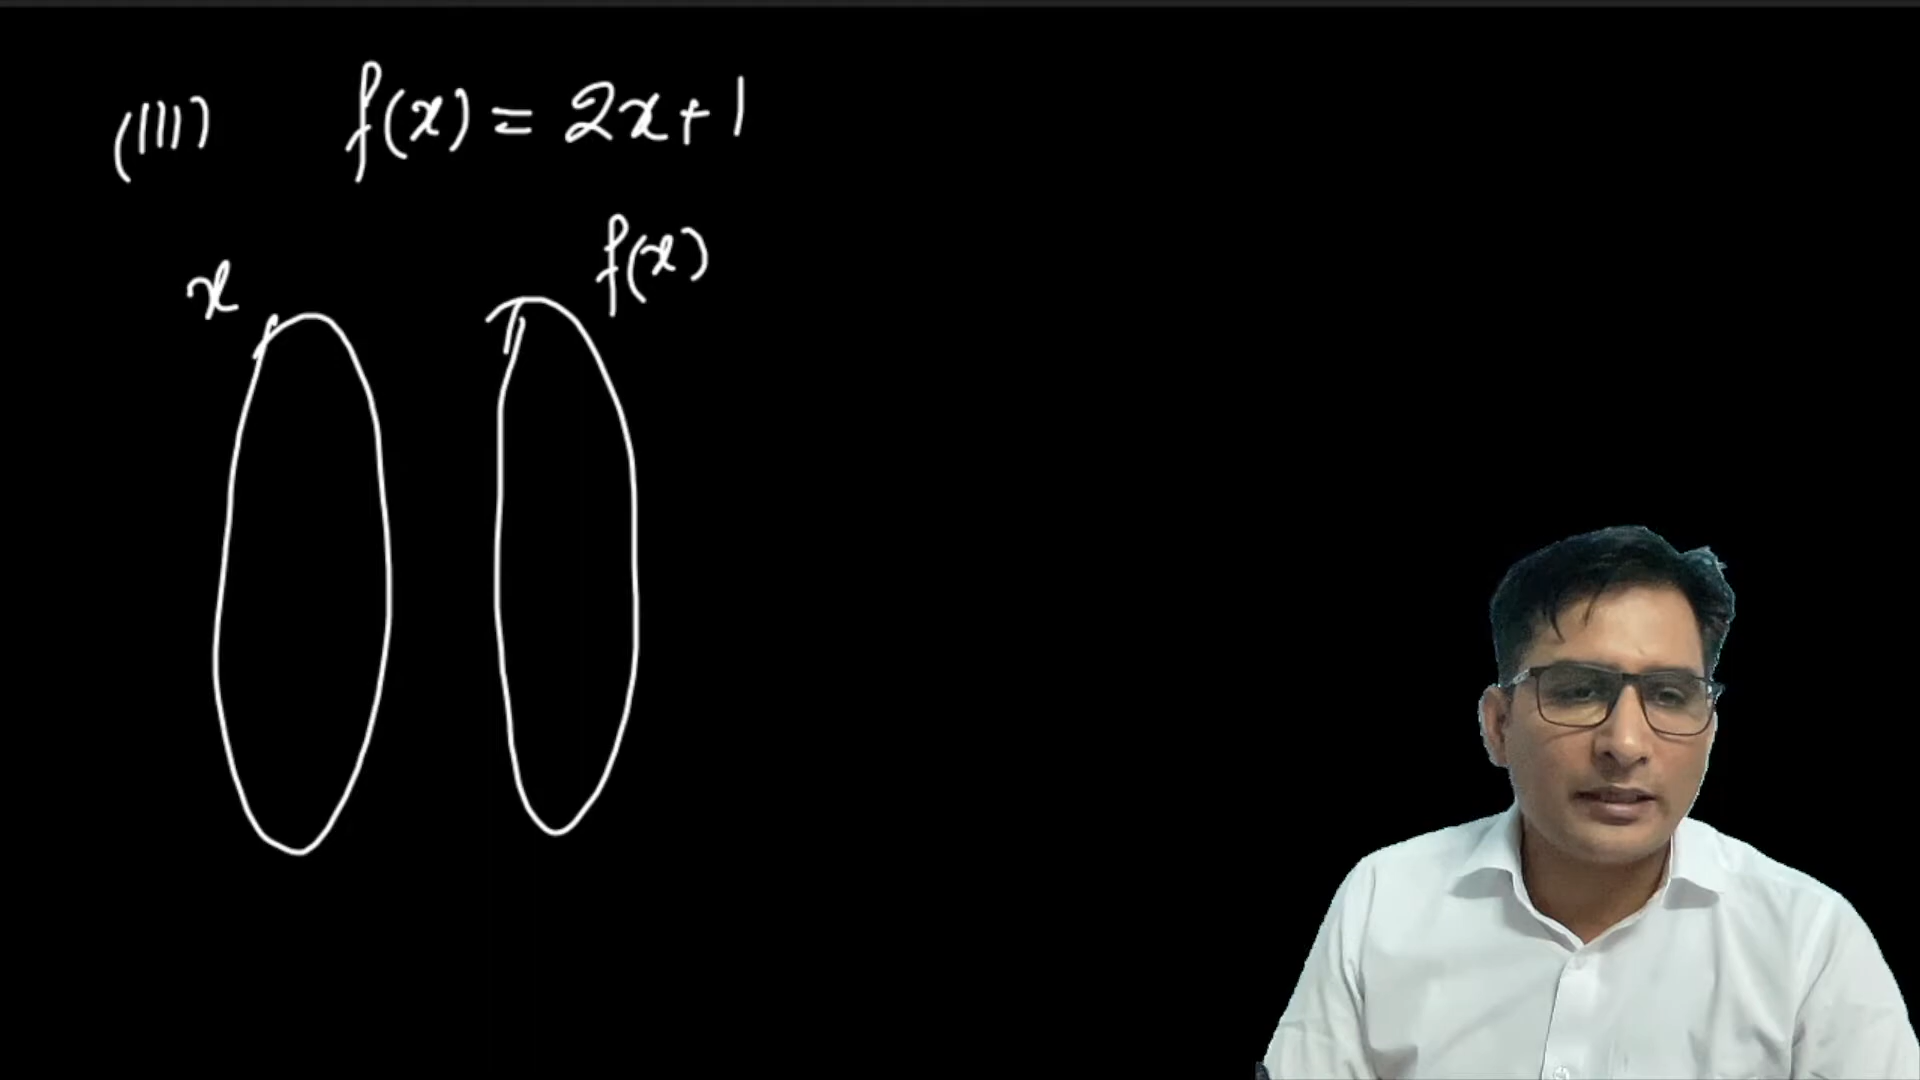 (III) f(x) = 2x+1
x f(x)